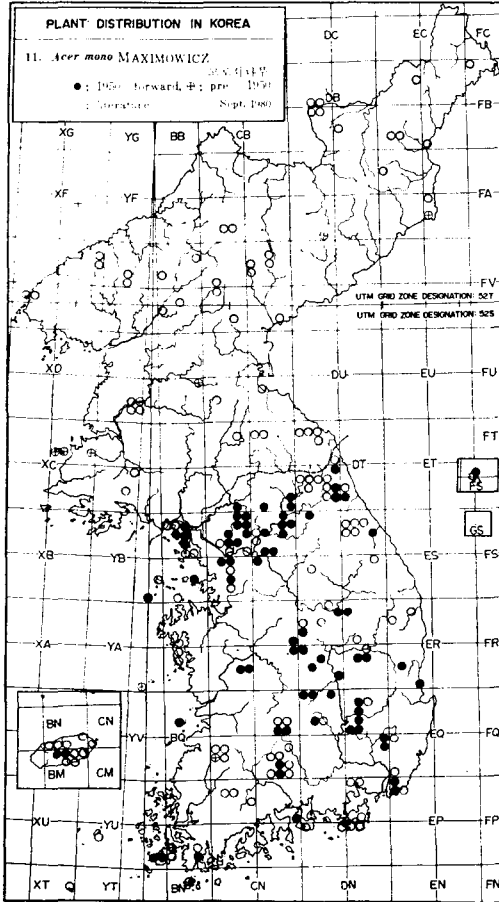 PLANT DISTRIBUTION IN KOREA
11. Acer mono MAXIMOWICZ
● ; 1950 forward, ⊕ ; pre 1950
; literature Sept. 1980
DC EC FC
DB FB
XG YG BB CB
XF YF FA
FV
UTM GRID ZONE DESIGNATION: 52T
UTM GRID ZONE DESIGNATION: 52S
XD DU EU FU
FT
XC DT ET
FS
GS
XB YB ES FS
XA YA ER FR
BN CN
YV BQ EQ FQ
BM CM
XU YU EP FP
XT YT BN CN DN EN FN